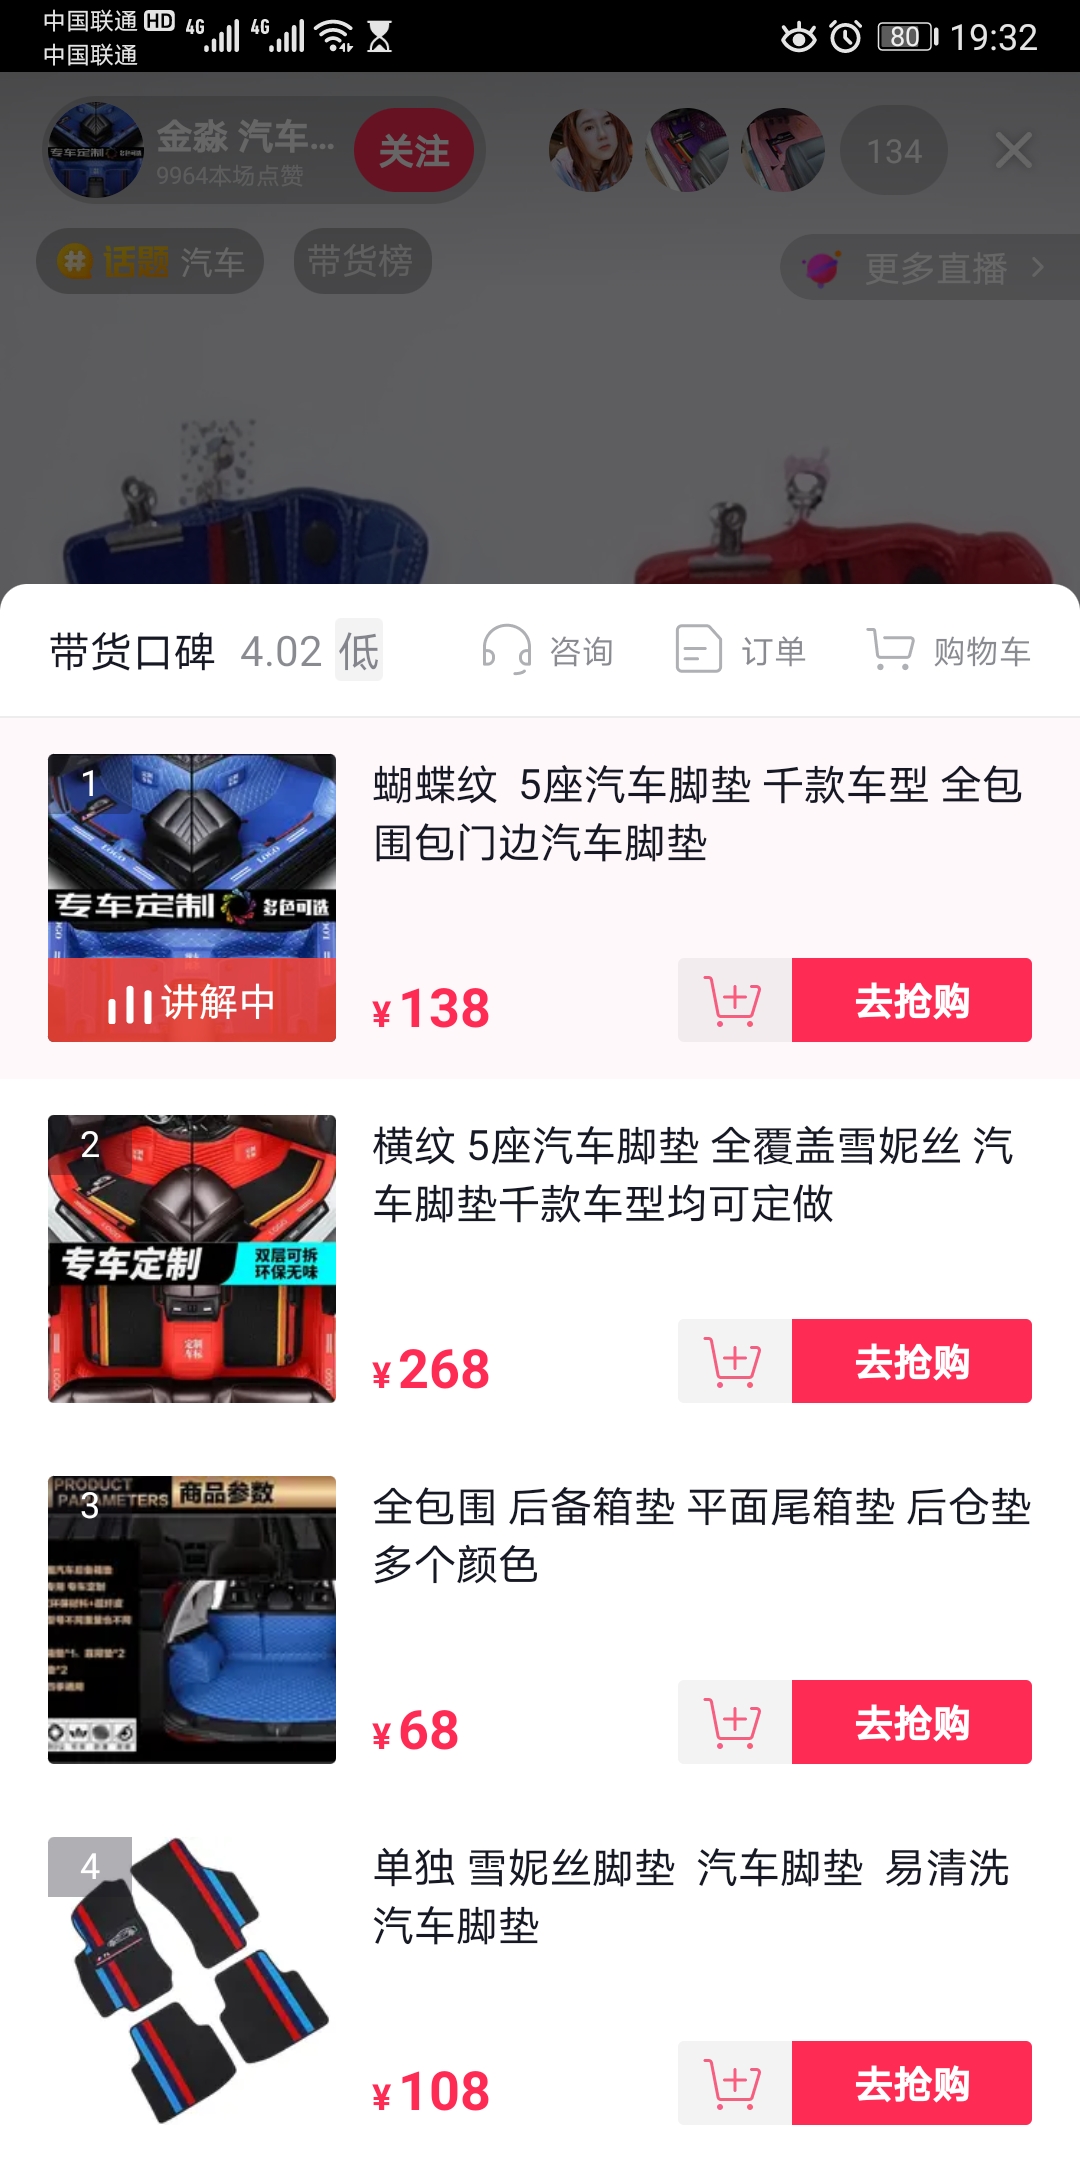 中国联通 HD 4G 4G 80 19:32
中国联通
金淼 汽车...
9964本场点赞
关注
134
# 话题 汽车
带货榜
更多直播
带货口碑 4.02 低
咨询
订单
购物车
1
LOGO
LOGO
专车定制 多色可选
讲解中
蝴蝶纹 5座汽车脚垫 千款车型 全包
围包门边汽车脚垫
¥138
去抢购
2
专车定制
双层可拆
环保无味
定制
车标
横纹 5座汽车脚垫 全覆盖雪妮丝 汽
车脚垫千款车型均可定做
¥268
去抢购
3
PRODUCT
PARAMETERS
商品参数
全包围 后备箱垫 平面尾箱垫 后仓垫
多个颜色
¥68
去抢购
4
单独 雪妮丝脚垫 汽车脚垫 易清洗
汽车脚垫
¥108
去抢购